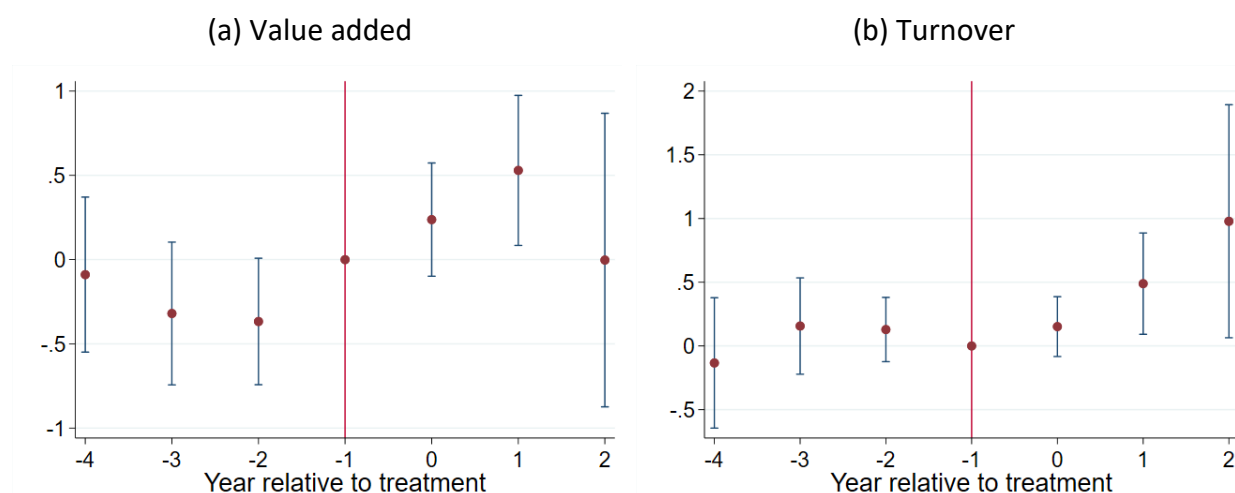 (a) Value added
1
.5
0
-.5
-1
-4 -3 -2 -1 0 1 2
Year relative to treatment
(b) Turnover
2
1.5
1
.5
0
-.5
-4 -3 -2 -1 0 1 2
Year relative to treatment